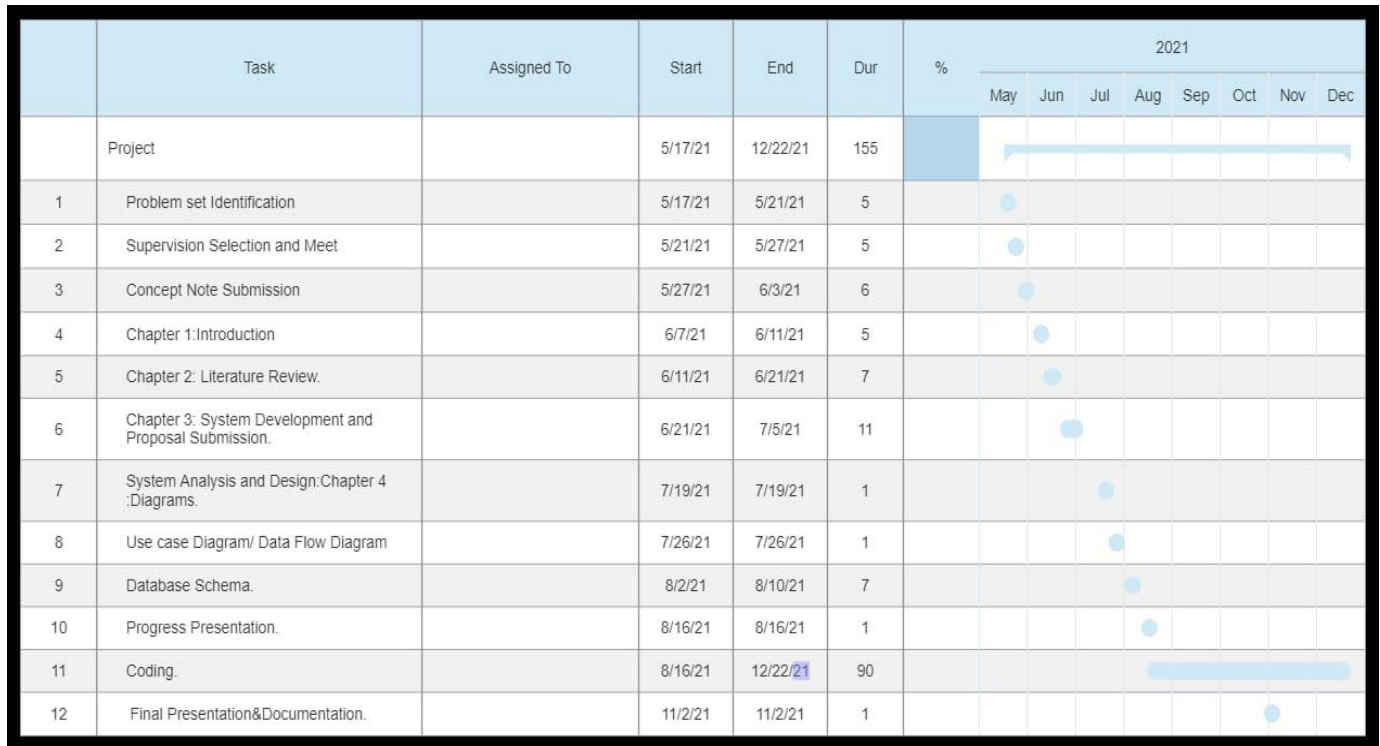 Task Assigned To Start End Dur % 2021
May Jun Jul Aug Sep Oct Nov Dec
Project 5/17/21 12/22/21 155
1 Problem set Identification 5/17/21 5/21/21 5
2 Supervision Selection and Meet 5/21/21 5/27/21 5
3 Concept Note Submission 5/27/21 6/3/21 6
4 Chapter 1:Introduction 6/7/21 6/11/21 5
5 Chapter 2: Literature Review. 6/11/21 6/21/21 7
6 Chapter 3: System Development and
Proposal Submission. 6/21/21 7/5/21 11
7 System Analysis and Design:Chapter 4
:Diagrams. 7/19/21 7/19/21 1
8 Use case Diagram/ Data Flow Diagram 7/26/21 7/26/21 1
9 Database Schema. 8/2/21 8/10/21 7
10 Progress Presentation. 8/16/21 8/16/21 1
11 Coding. 8/16/21 12/22/21 90
12 Final Presentation&Documentation. 11/2/21 11/2/21 1